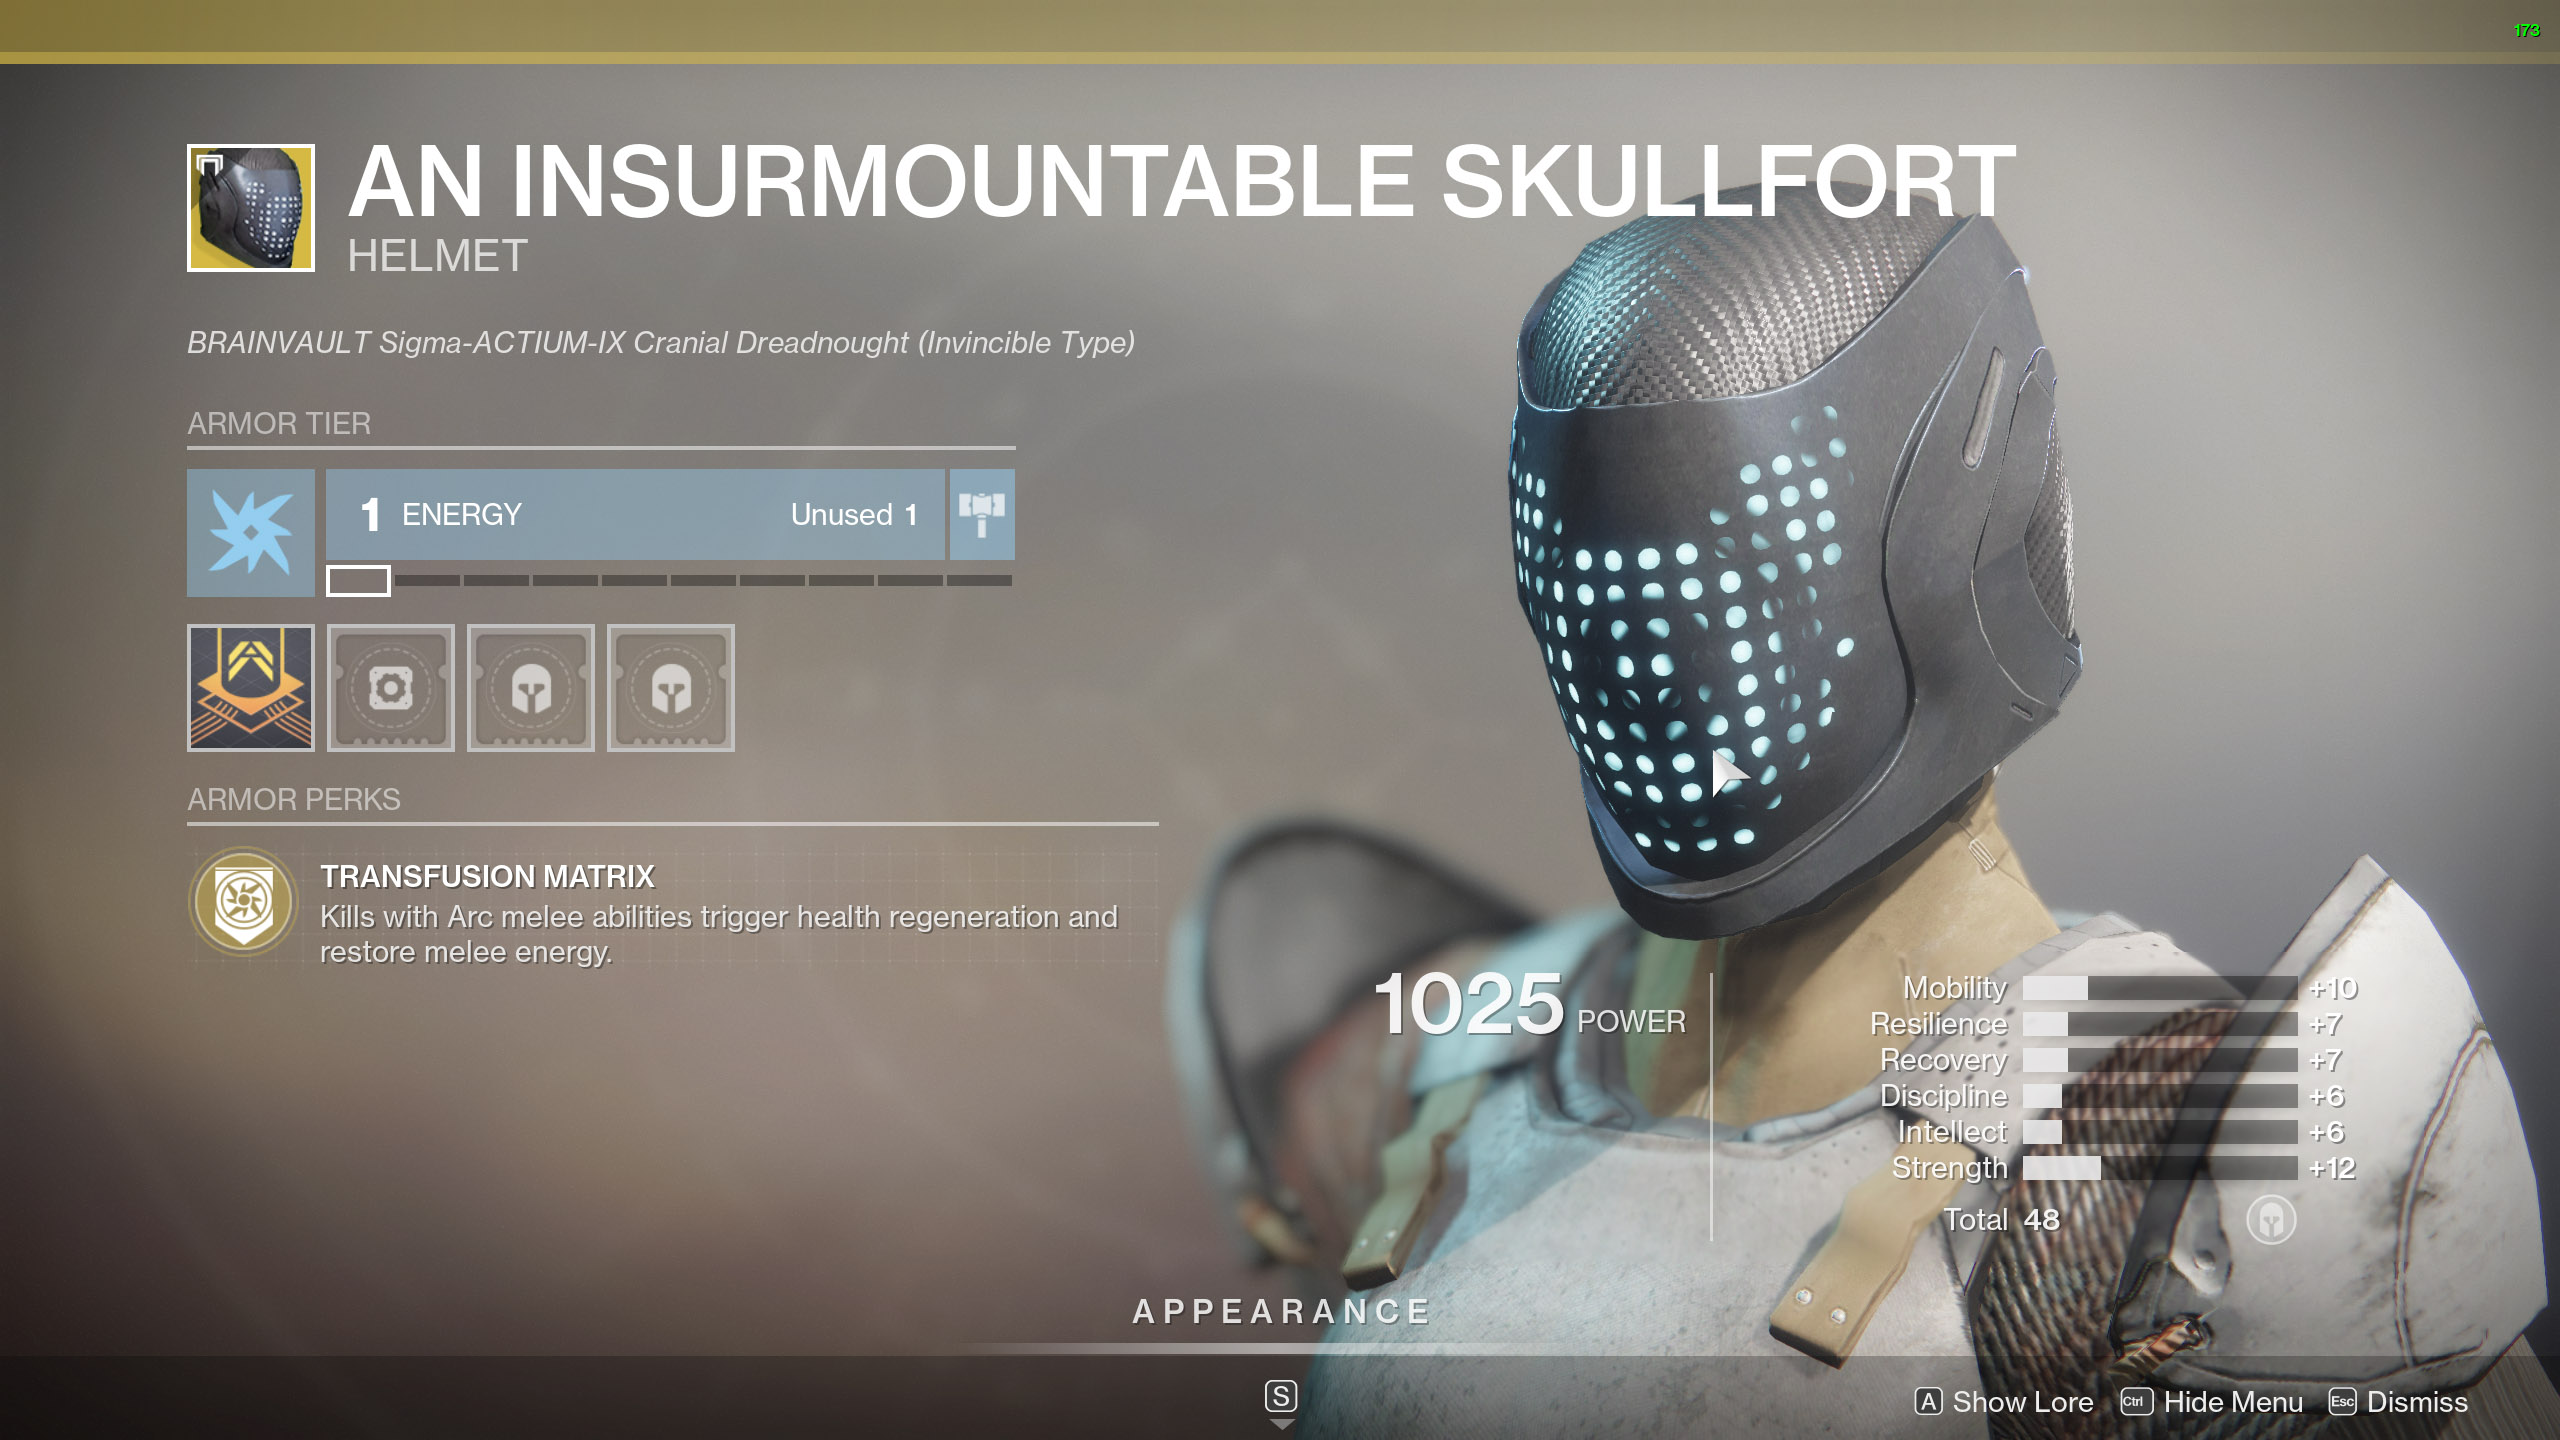 173
AN INSURMOUNTABLE SKULLFORT
HELMET
BRAINVAULT Sigma-ACTIUM-IX Cranial Dreadnought (Invincible Type)
ARMOR TIER
1 ENERGY Unused 1
ARMOR PERKS
TRANSFUSION MATRIX
Kills with Arc melee abilities trigger health regeneration and
restore melee energy.
1025 POWER
Mobility +10
Resilience +7
Recovery +7
Discipline +6
Intellect +6
Strength +12
Total 48
APPEARANCE
S
A Show Lore Ctrl Hide Menu Esc Dismiss